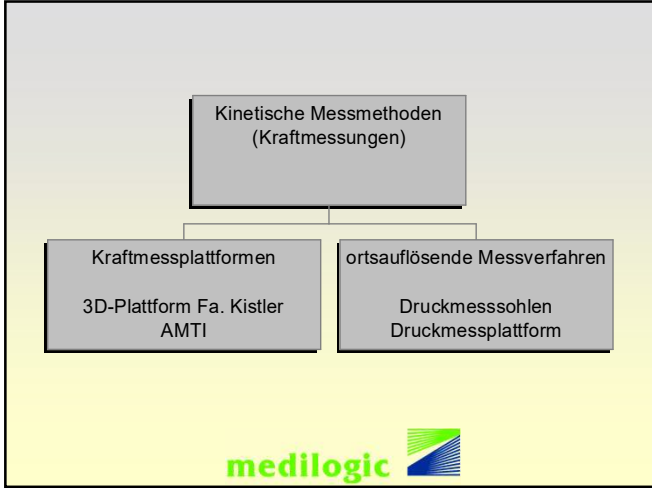 Kinetische Messmethoden
(Kraftmessungen)
Kraftmessplattformen
3D-Plattform Fa. Kistler
AMTI
ortsauflösende Messverfahren
Druckmesssohlen
Druckmessplattform
medilogic